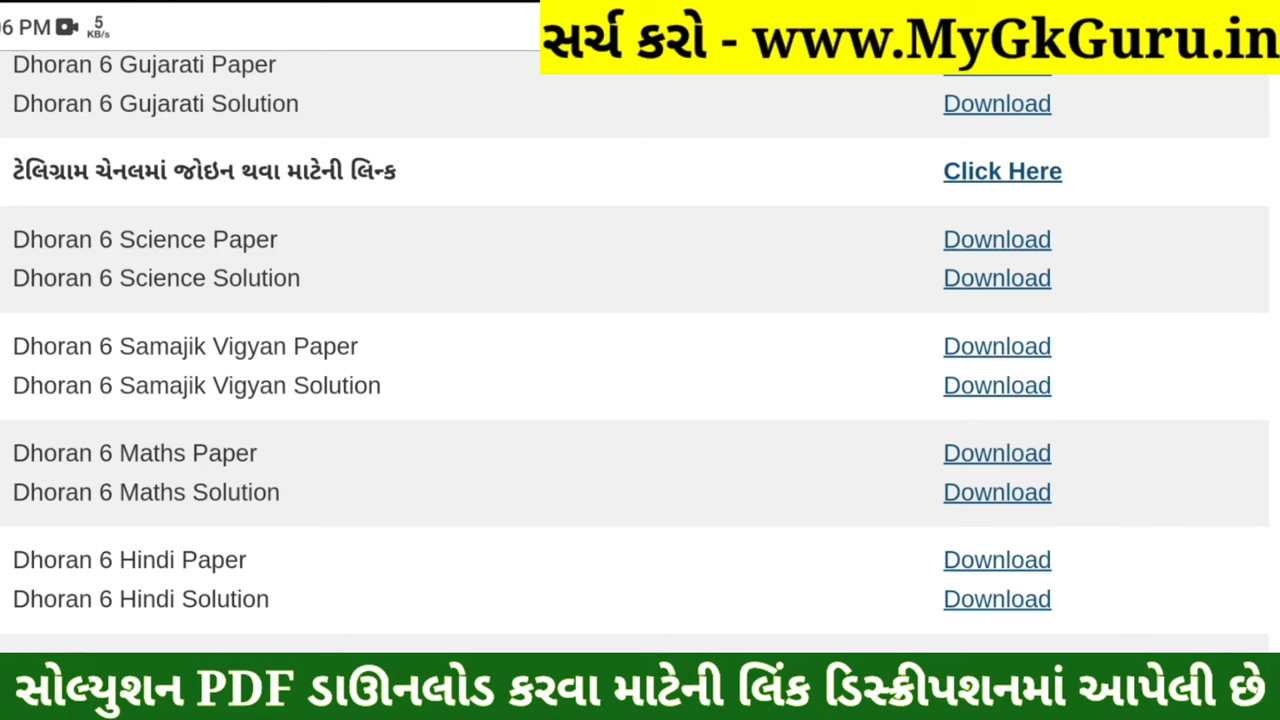 06 PM 5 KB/s
સર્ચ કરો - www.MyGkGuru.in
Dhoran 6 Gujarati Paper
Dhoran 6 Gujarati Solution Download
ટેલિગ્રામ ચેનલમાં જોઇન થવા માટેની લિન્ક Click Here
Dhoran 6 Science Paper Download
Dhoran 6 Science Solution Download
Dhoran 6 Samajik Vigyan Paper Download
Dhoran 6 Samajik Vigyan Solution Download
Dhoran 6 Maths Paper Download
Dhoran 6 Maths Solution Download
Dhoran 6 Hindi Paper Download
Dhoran 6 Hindi Solution Download
સોલ્યુશન PDF ડાઊનલોડ કરવા માટેની લિંક ડિસ્ક્રીપશનમાં આપેલી છે